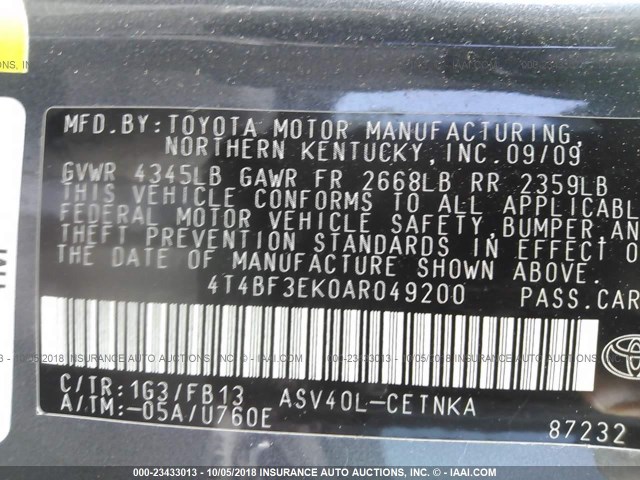 MFD.BY:TOYOTA MOTOR MANUFACTURING,
NORTHERN KENTUCKY,INC.09/09
GVWR 4345LB GAWR FR 2668LB RR 2359LB
THIS VEHICLE CONFORMS TO ALL APPLICABL
FEDERAL MOTOR VEHICLE SAFETY,BUMPER AN
THEFT PREVENTION STANDARDS IN EFFECT O
THE DATE OF MANUFACTURE SHOWN ABOVE.
4T4BF3EK0AR049200 PASS.CAR
C/TR:1G3/FB13 ASV40L-CETNKA
A/TM:-05A/U760E 87232
000-23433013 - 10/05/2018 INSURANCE AUTO AUCTIONS, INC. - © IAAI.COM